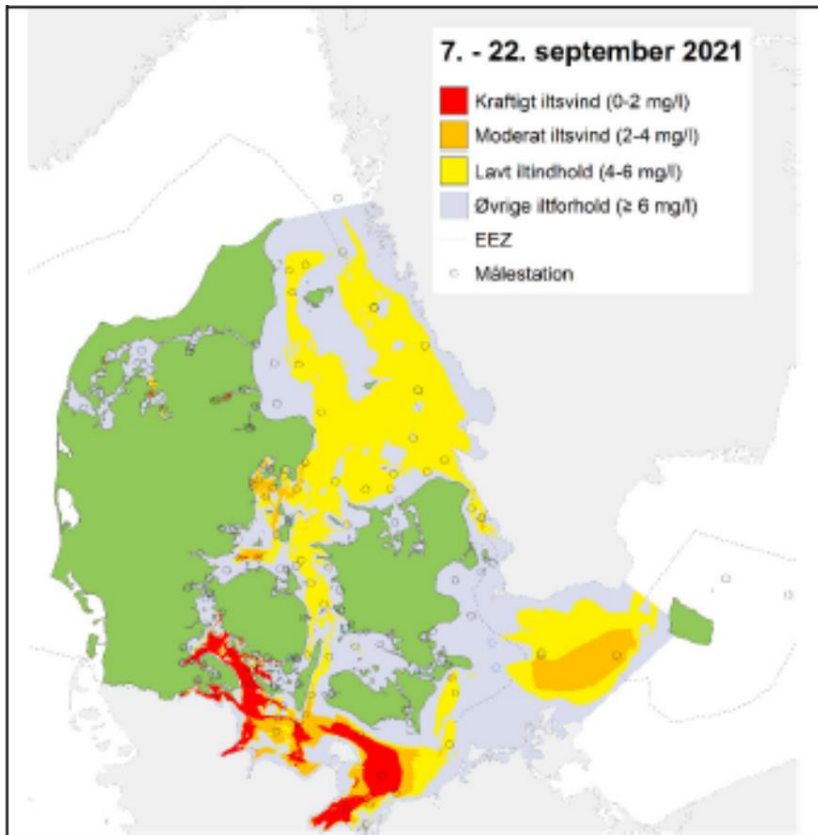 7. - 22. september 2021
Kraftigt iltsvind (0-2 mg/l)
Moderat iltsvind (2-4 mg/l)
Lavt iltindhold (4-6 mg/l)
Øvrige iltforhold (≥ 6 mg/l)
EEZ
Målestation